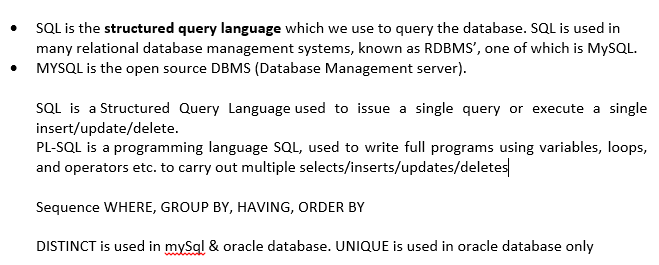 • SQL is the structured query language which we use to query the database. SQL is used in
many relational database management systems, known as RDBMS’, one of which is MySQL.
• MYSQL is the open source DBMS (Database Management server).
SQL is a Structured Query Language used to issue a single query or execute a single
insert/update/delete.
PL-SQL is a programming language SQL, used to write full programs using variables, loops,
and operators etc. to carry out multiple selects/inserts/updates/deletes
Sequence WHERE, GROUP BY, HAVING, ORDER BY
DISTINCT is used in mySql & oracle database. UNIQUE is used in oracle database only